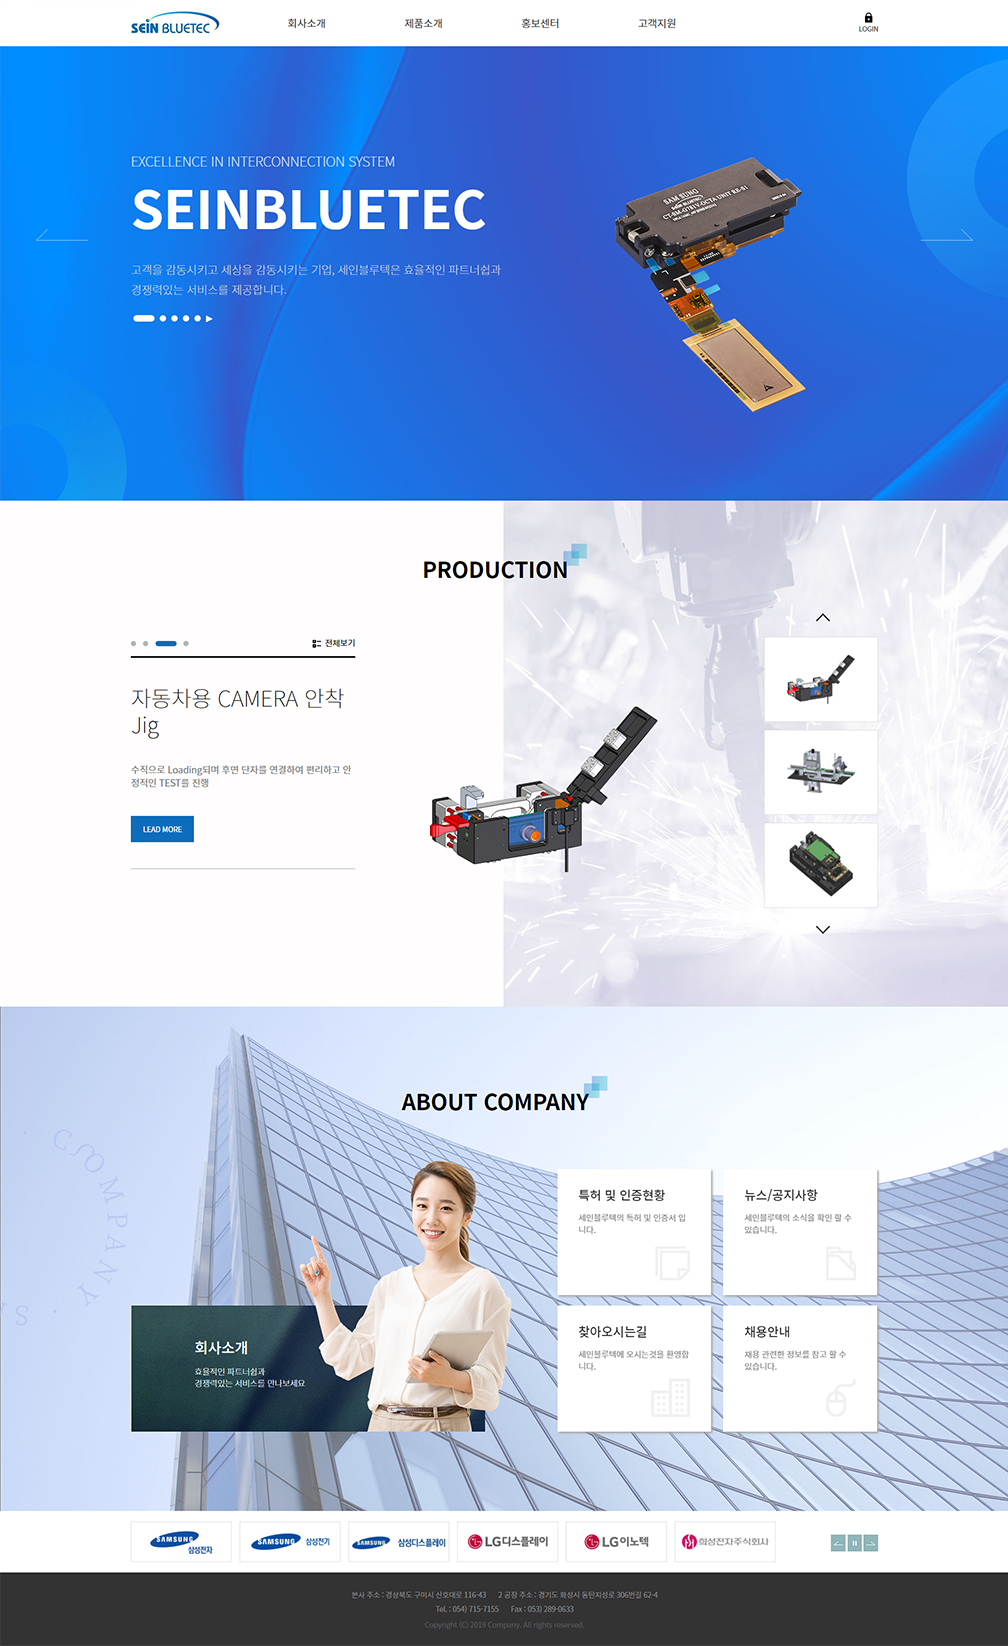 SEIN BLUETEC
회사소개
제품소개
홍보센터
고객지원
LOGIN
EXCELLENCE IN INTERCONNECTION SYSTEM
SEINBLUETEC
고객을 감동시키고 세상을 감동시키는 기업, 세인블루텍은 효율적인 파트너쉽과
경쟁력있는 서비스를 제공합니다.
SAMSUNG
SEIN BLUETEC
PRODUCTION
전체보기
자동차용 CAMERA 안착
Jig
수직으로 Loading되며 후면 단자를 연결하여 편리하고 안
정적인 TEST를 진행
LEAD MORE
ABOUT COMPANY
COMPANY
특허 및 인증현황
세인블루텍의 특허 및 인증서 입
니다.
뉴스/공지사항
세인블루텍의 소식을 확인 할 수
있습니다.
회사소개
효율적인 파트너쉽과
경쟁력있는 서비스를 만나보세요
찾아오시는길
세인블루텍에 오시는것을 환영합
니다.
채용안내
채용 관련한 정보를 참고 할 수
있습니다.
SAMSUNG
삼성전자
SAMSUNG
삼성전기
SAMSUNG
삼성디스플레이
LG디스플레이
LG이노텍
희성전자주식회사
본사 주소 : 경상북도 구미시 산호대로 116-43 2 공장 주소 : 경기도 화성시 동탄지성로 306번길 62-4
Tel. : 054) 715-7155 Fax : 053) 289-0633
Copyright (C) 2019 Company. All rights reserved.